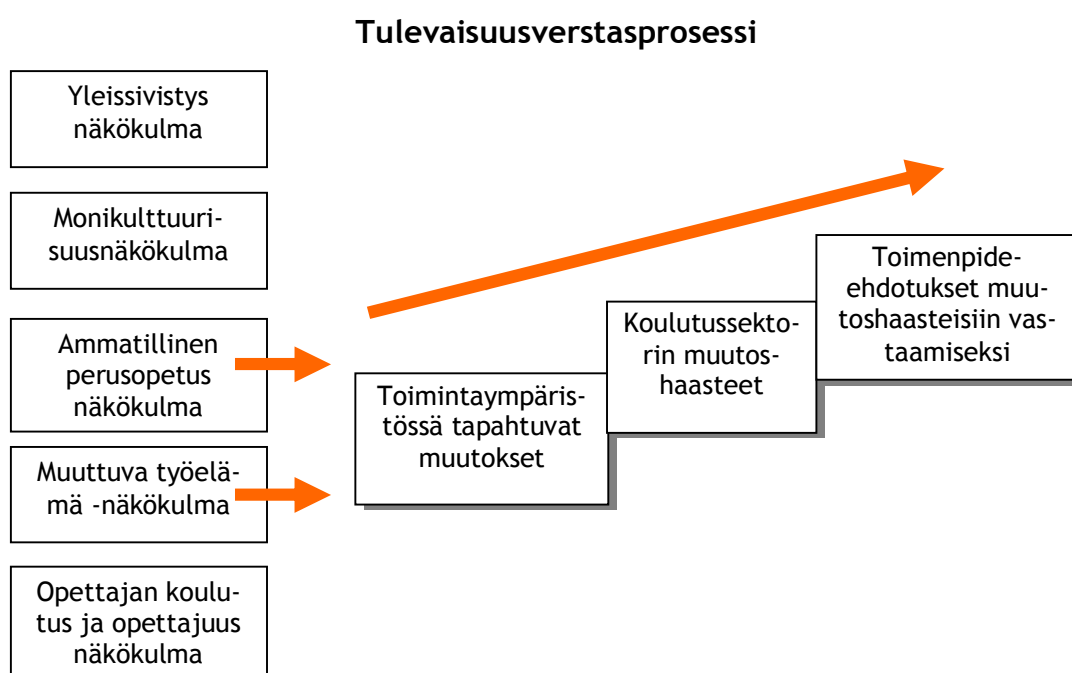 Tulevaisuusverstasprosessi
Yleissivistys
näkökulma
Monikulttuuri-
suusnäkökulma
Ammatillinen
perusopetus
näkökulma
Muuttuva työelä-
mä -näkökulma
Opettajan koulu-
tus ja opettajuus
näkökulma
Toimintaympäris-
tössä tapahtuvat
muutokset
Koulutussekto-
rin muutos-
haasteet
Toimenpide-
ehdotukset muu-
toshaasteisiin vas-
taamiseksi